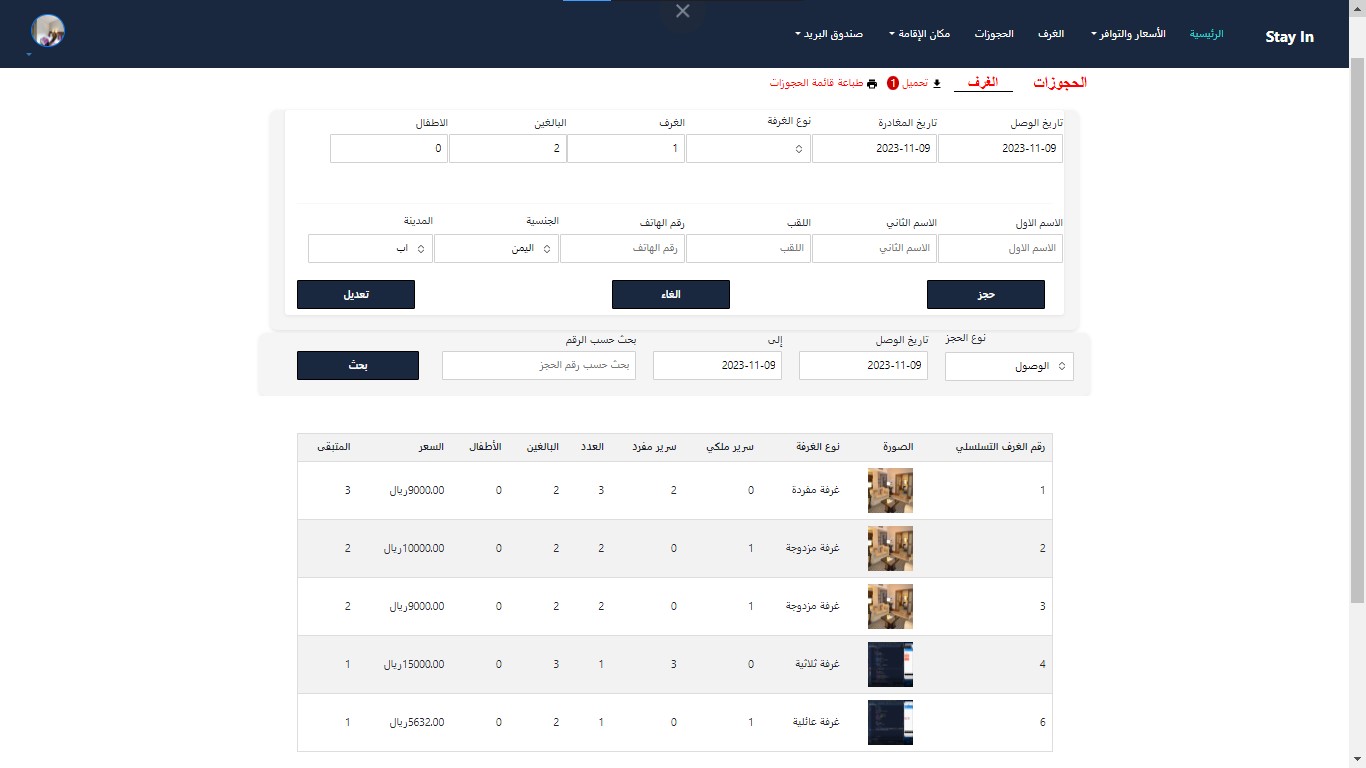 Stay In الرئيسية الأسعار والتوافر الغرف الحجوزات مكان الإقامة صندوق البريد
الحجوزات الغرف تحميل 1 طباعة قائمة الحجوزات
تاريخ الوصل تاريخ المغادرة نوع الغرفة الغرف البالغين الاطفال
2023-11-09 2023-11-09 1 2 0
الاسم الاول الاسم الثاني اللقب رقم الهاتف الجنسية المدينة
الاسم الاول الاسم الثاني اللقب رقم الهاتف اليمن اب
حجز الغاء تعديل
نوع الحجز تاريخ الوصل إلى بحث حسب الرقم
الوصول 2023-11-09 2023-11-09 بحث حسب رقم الحجز بحث
رقم الغرف التسلسلي الصورة نوع الغرفة سرير ملكي سرير مفرد العدد البالغين الأطفال السعر المتبقى
1 غرفة مفردة 0 2 3 2 0 9000.00ريال 3
2 غرفة مزدوجة 1 0 2 2 0 10000.00ريال 2
3 غرفة مزدوجة 1 0 2 2 0 9000.00ريال 2
4 غرفة ثلاثية 0 3 1 3 0 15000.00ريال 1
6 غرفة عائلية 1 0 1 2 0 5632.00ريال 1